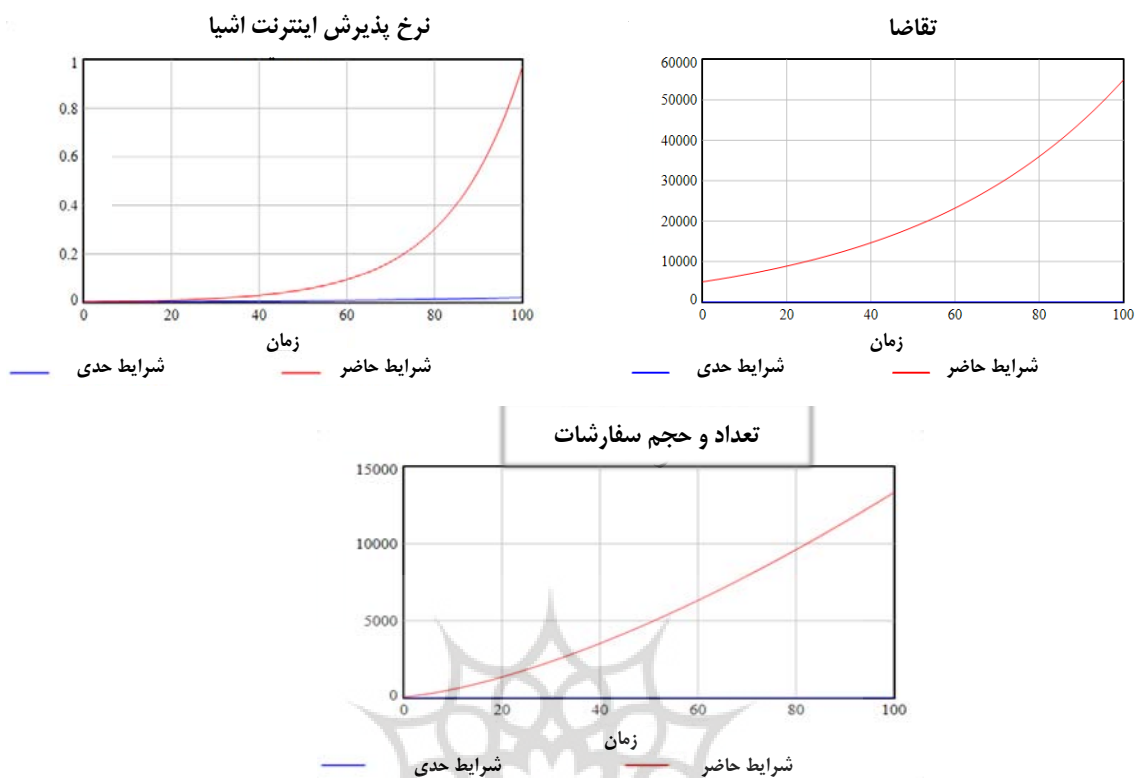 نرخ پذیرش اینترنت اشیا
1
0.8
0.6
0.4
0.2
0
0 20 40 60 80 100
زمان
شرایط حاضر شرایط حدی
تقاضا
60000
50000
40000
30000
20000
10000
0
0 20 40 60 80 100
زمان
شرایط حاضر شرایط حدی
تعداد و حجم سفارشات
15000
10000
5000
0
0 20 40 60 80 100
زمان
شرایط حاضر شرایط حدی